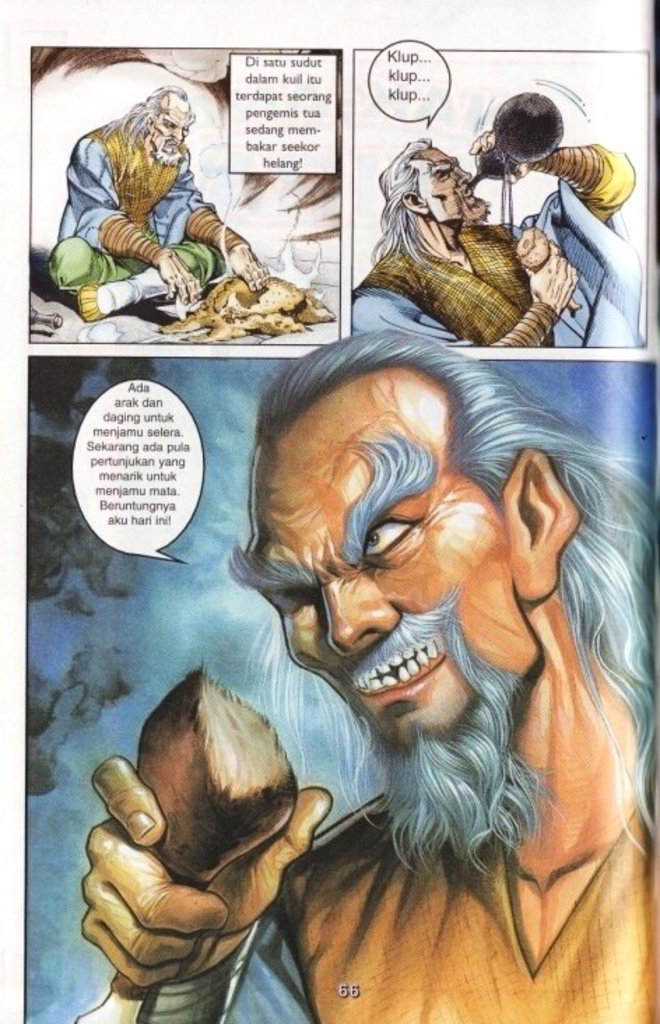 Di satu sudut
dalam kuil itu
terdapat seorang
pengemis tua
sedang mem-
bakar seekor
helang!
Klup...
klup...
klup...
Ada
arak dan
daging untuk
menjamu selera.
Sekarang ada pula
pertunjukan yang
menarik untuk
menjamu mata.
Beruntungnya
aku hari ini!
66